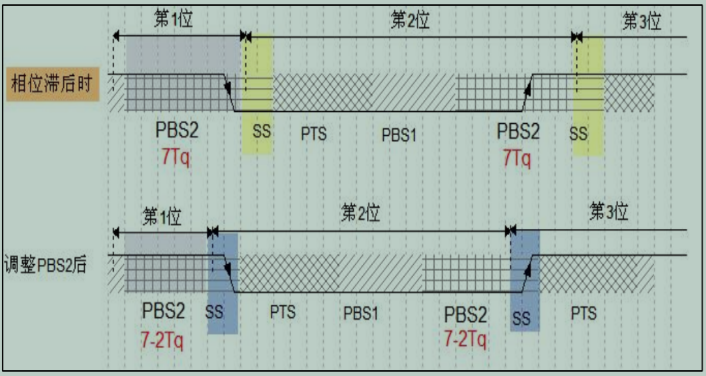 第1位 第2位 第3位
相位滞后时
PBS2 SS PTS PBS1 PBS2 SS
7Tq 7Tq
第1位 第2位 第3位
调整PBS2后
PBS2 SS PTS PBS1 PBS2 SS PTS
7-2Tq 7-2Tq